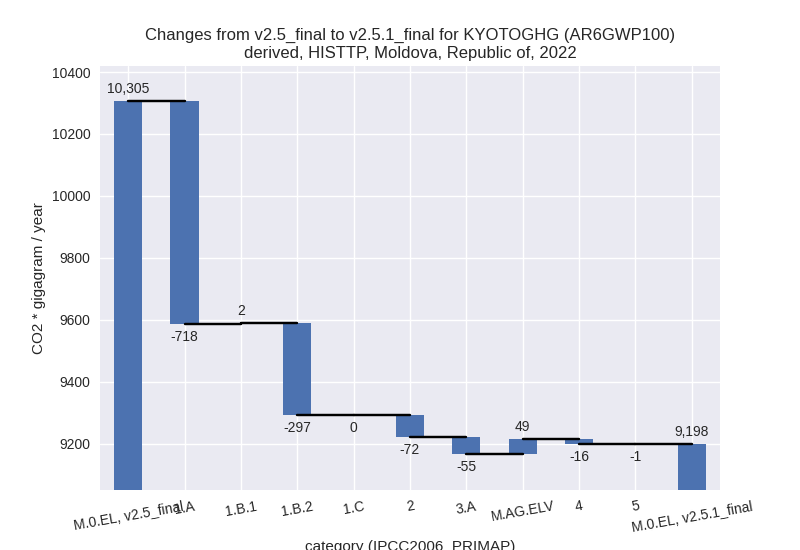 Changes from v2.5_final to v2.5.1_final for KYOTOGHG (AR6GWP100)
derived, HISTTP, Moldova, Republic of, 2022
CO2 * gigagram / year
10400
10200
10000
9800
9600
9400
9200
10,305
-718
2
-297
0
-72
-55
49
-16
-1
9,198
M.0.EL, v2.5_final
1.A
1.B.1
1.B.2
1.C
2
3.A
M.AG.ELV
4
5
M.0.EL, v2.5.1_final
category (IPCC2006_PRIMAP)